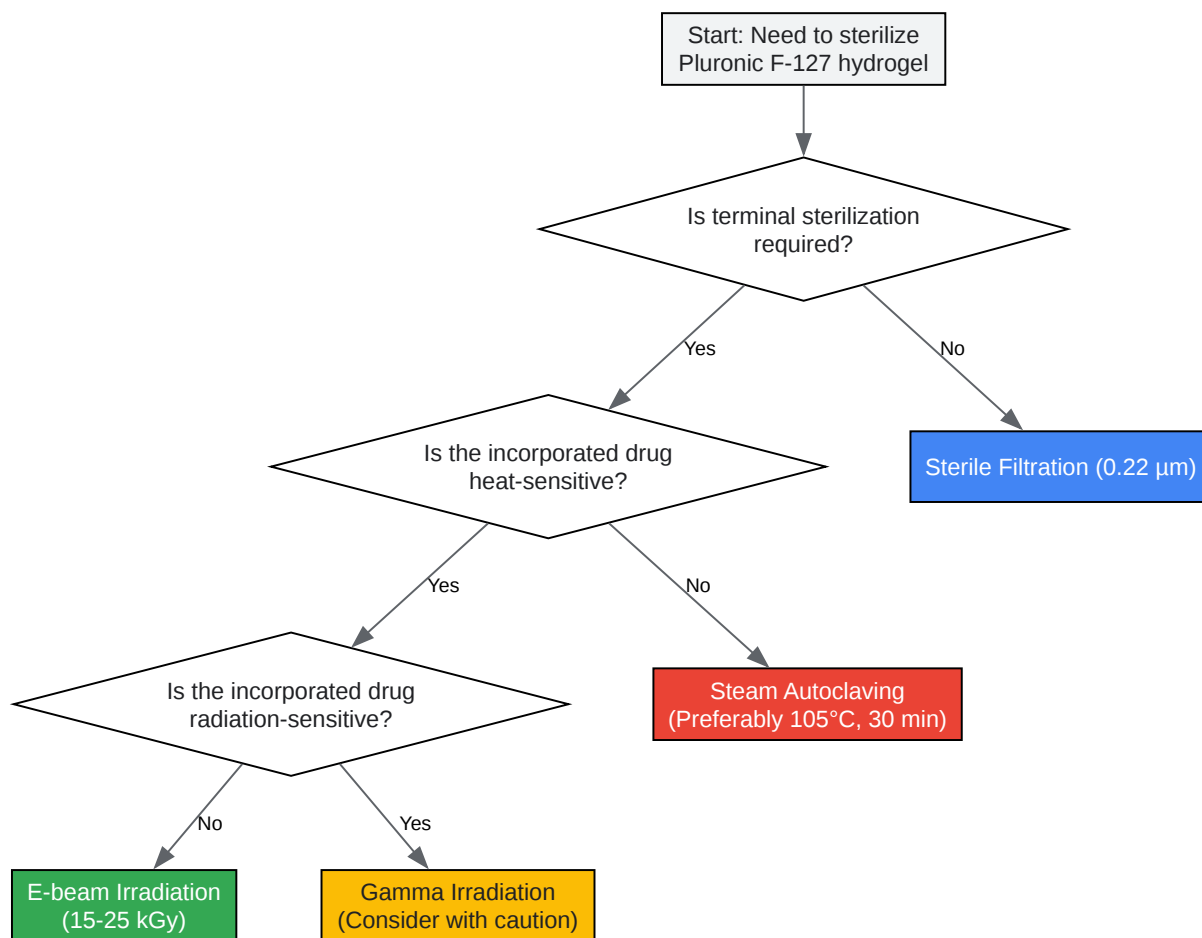 Start: Need to sterilize
Pluronic F-127 hydrogel
Is terminal sterilization
required?
Yes
No
Is the incorporated drug
heat-sensitive?
Sterile Filtration (0.22 µm)
Yes
No
Is the incorporated drug
radiation-sensitive?
Steam Autoclaving
(Preferably 105°C, 30 min)
No
Yes
E-beam Irradiation
(15-25 kGy)
Gamma Irradiation
(Consider with caution)